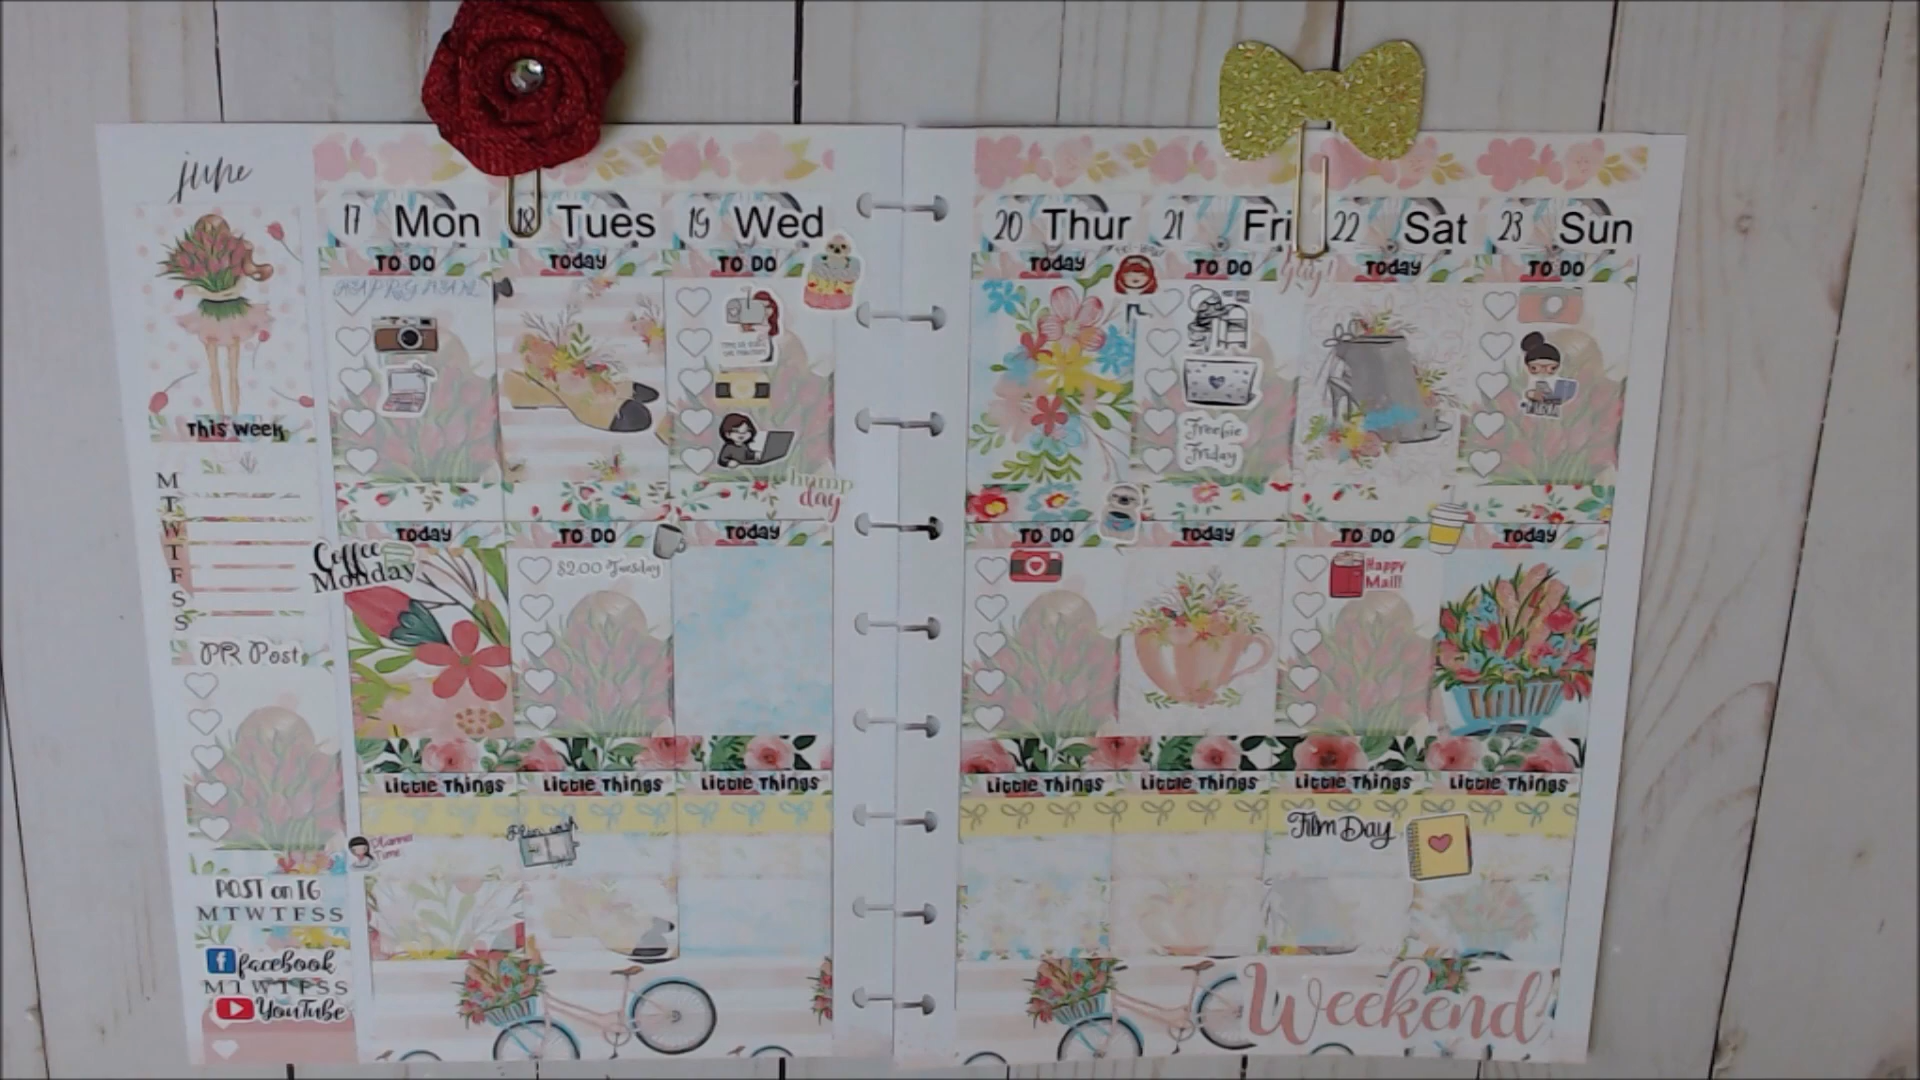 june
17 Mon 18 Tues 19 Wed
20 Thur 21 Fri 22 Sat 23 Sun
TO DO Today TO DO
Today TO DO Today TO DO
yay!
Freebie
Friday
hump
day
This Week
M
T
W
T
F
S
S
Coffee
Monday
Today TO DO Today
TO DO Today TO DO Today
$2.00 Tuesday
Happy
Mail!
PR Post
Little Things Little Things Little Things
Little Things Little Things Little Things Little Things
Planner
Time
Film Day
POST on IG
M T W T F S S
facebook
M T W T F S S
YouTube
Weekend